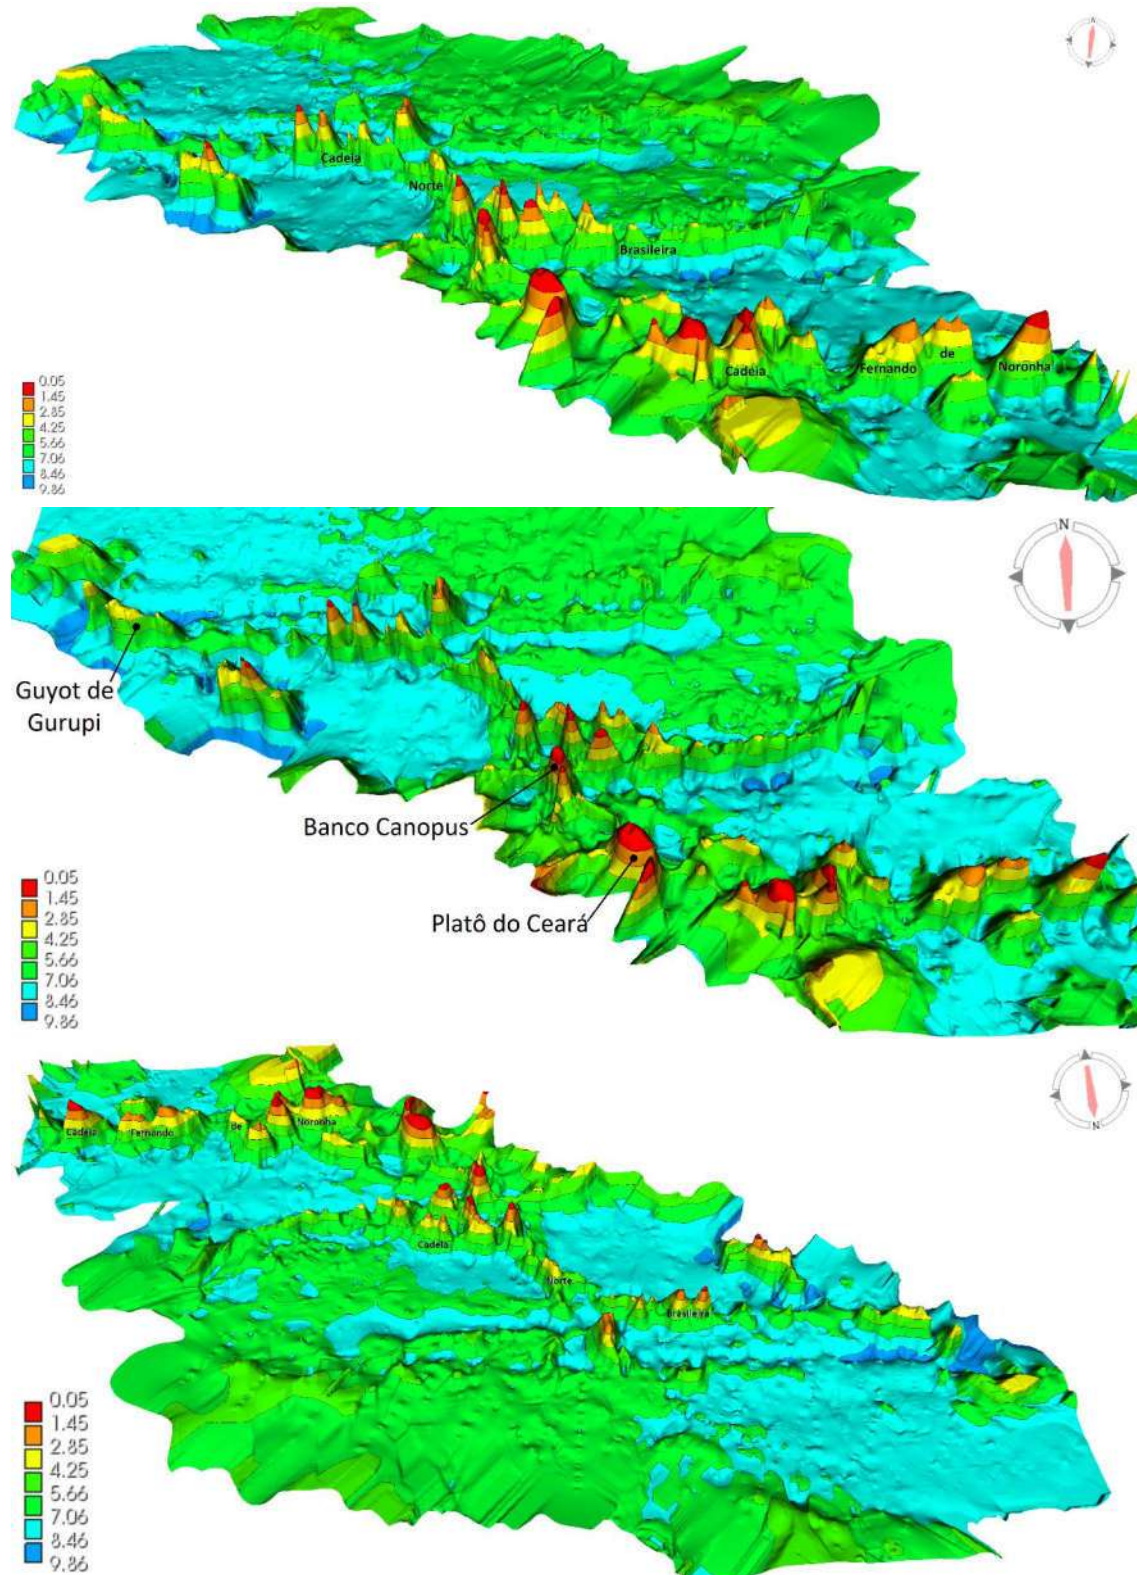 N
Cadeia
Norte
Brasileira
Cadeia
Fernando
de
Noronha
0.05
1.45
2.85
4.25
5.66
7.06
8.46
9.86
N
Guyot de
Gurupi
Banco Canopus
Platô do Ceará
0.05
1.45
2.85
4.25
5.66
7.06
8.46
9.86
Cadeia
Fernando
de
Noronha
Cadeia
Norte
Brasileira
N
0.05
1.45
2.85
4.25
5.66
7.06
8.46
9.86